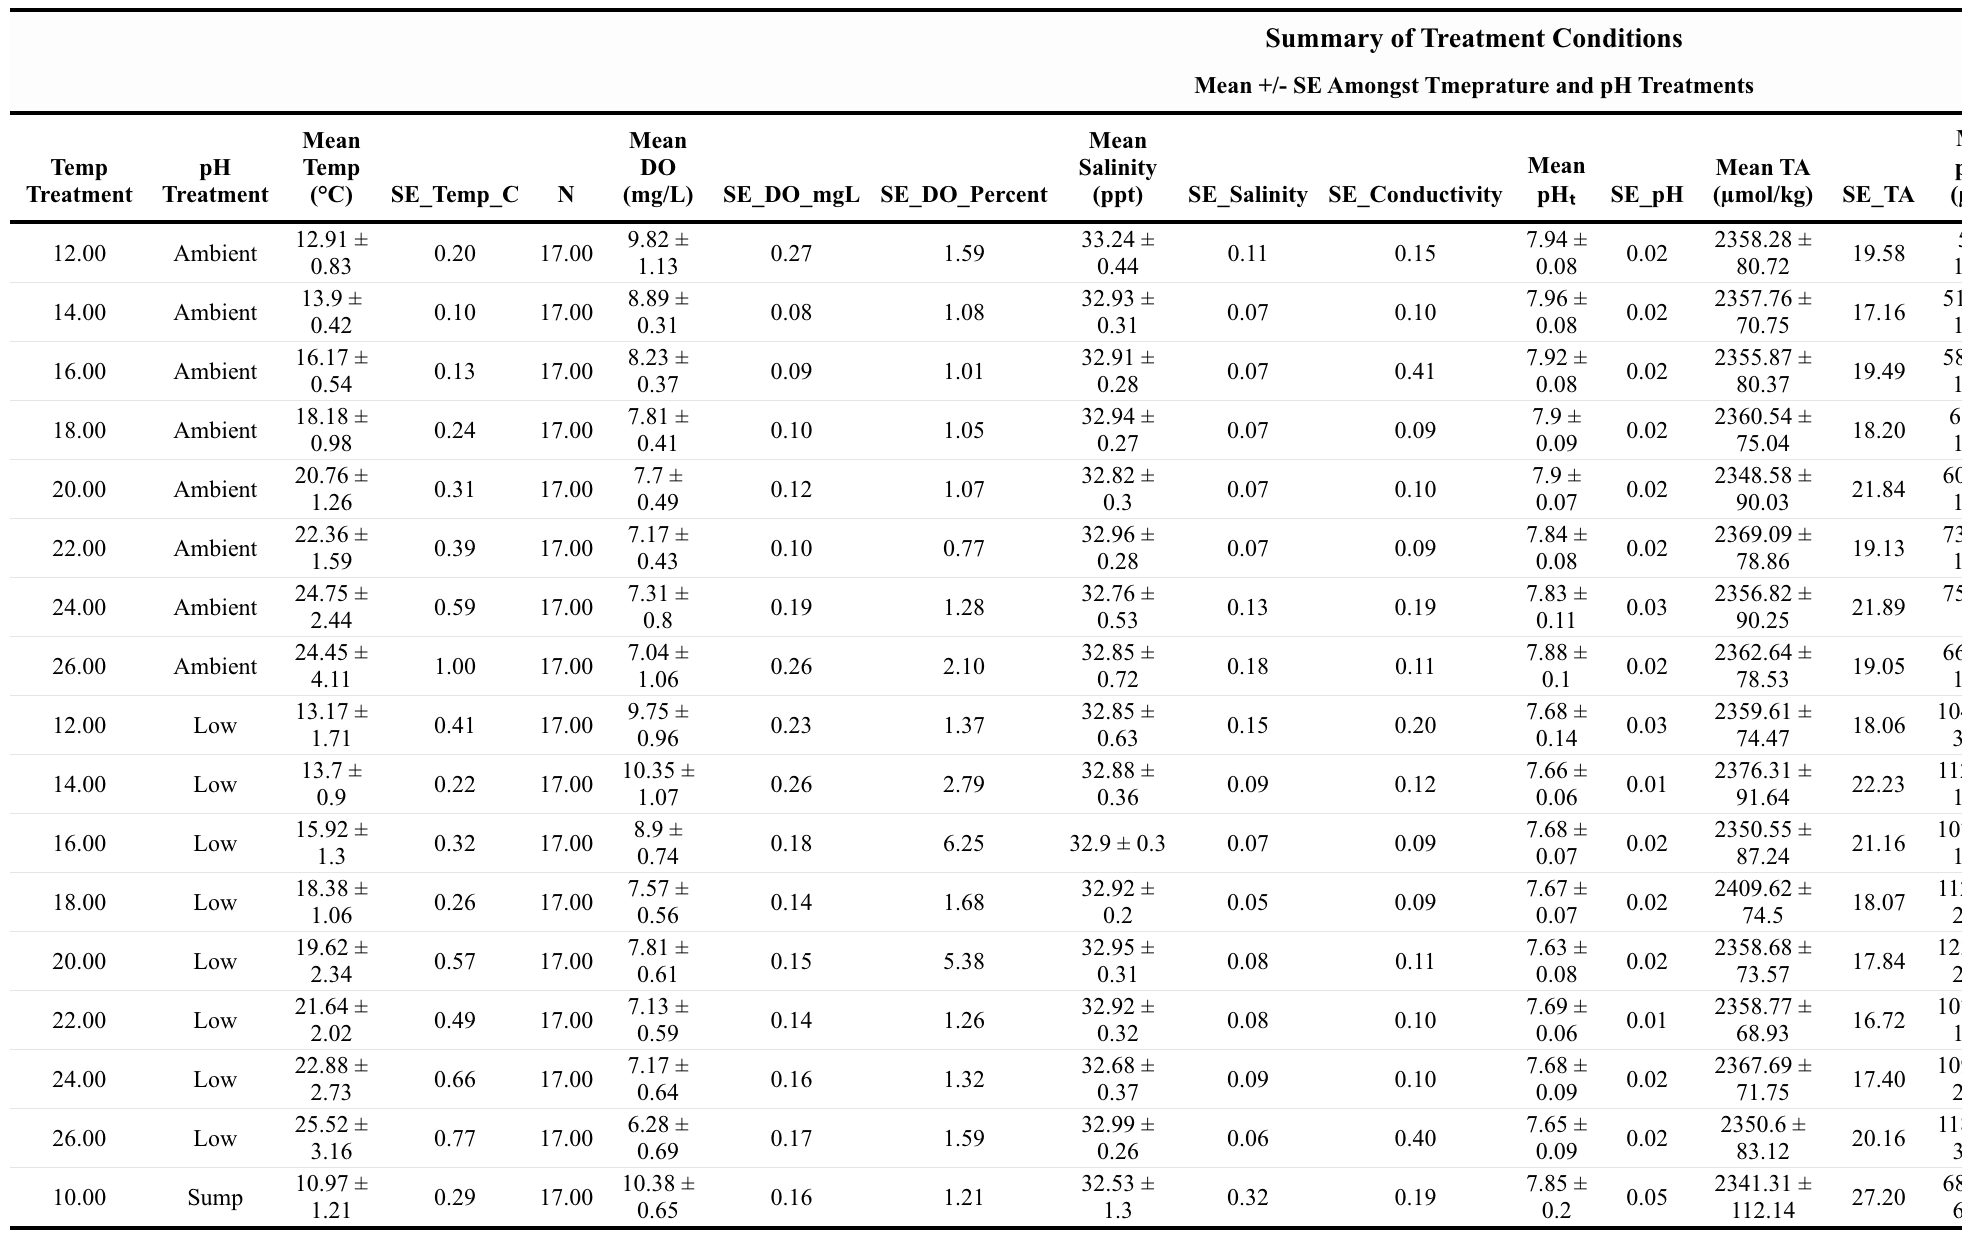 Summary of Treatment Conditions
Mean +/- SE Amongst Tmeprature and pH Treatments
Temp Treatment pH Treatment Mean Temp (°C) SE_Temp_C N Mean DO (mg/L) SE_DO_mgL SE_DO_Percent Mean Salinity (ppt) SE_Salinity SE_Conductivity Mean pHₜ SE_pH Mean TA (µmol/kg) SE_TA
12.00 Ambient 12.91 ± 0.83 0.20 17.00 9.82 ± 1.13 0.27 1.59 33.24 ± 0.44 0.11 0.15 7.94 ± 0.08 0.02 2358.28 ± 80.72 19.58
14.00 Ambient 13.9 ± 0.42 0.10 17.00 8.89 ± 0.31 0.08 1.08 32.93 ± 0.31 0.07 0.10 7.96 ± 0.08 0.02 2357.76 ± 70.75 17.16
16.00 Ambient 16.17 ± 0.54 0.13 17.00 8.23 ± 0.37 0.09 1.01 32.91 ± 0.28 0.07 0.41 7.92 ± 0.08 0.02 2355.87 ± 80.37 19.49
18.00 Ambient 18.18 ± 0.98 0.24 17.00 7.81 ± 0.41 0.10 1.05 32.94 ± 0.27 0.07 0.09 7.9 ± 0.09 0.02 2360.54 ± 75.04 18.20
20.00 Ambient 20.76 ± 1.26 0.31 17.00 7.7 ± 0.49 0.12 1.07 32.82 ± 0.3 0.07 0.10 7.9 ± 0.07 0.02 2348.58 ± 90.03 21.84
22.00 Ambient 22.36 ± 1.59 0.39 17.00 7.17 ± 0.43 0.10 0.77 32.96 ± 0.28 0.07 0.09 7.84 ± 0.08 0.02 2369.09 ± 78.86 19.13
24.00 Ambient 24.75 ± 2.44 0.59 17.00 7.31 ± 0.8 0.19 1.28 32.76 ± 0.53 0.13 0.19 7.83 ± 0.11 0.03 2356.82 ± 90.25 21.89
26.00 Ambient 24.45 ± 4.11 1.00 17.00 7.04 ± 1.06 0.26 2.10 32.85 ± 0.72 0.18 0.11 7.88 ± 0.1 0.02 2362.64 ± 78.53 19.05
12.00 Low 13.17 ± 1.71 0.41 17.00 9.75 ± 0.96 0.23 1.37 32.85 ± 0.63 0.15 0.20 7.68 ± 0.14 0.03 2359.61 ± 74.47 18.06
14.00 Low 13.7 ± 0.9 0.22 17.00 10.35 ± 1.07 0.26 2.79 32.88 ± 0.36 0.09 0.12 7.66 ± 0.06 0.01 2376.31 ± 91.64 22.23
16.00 Low 15.92 ± 1.3 0.32 17.00 8.9 ± 0.74 0.18 6.25 32.9 ± 0.3 0.07 0.09 7.68 ± 0.07 0.02 2350.55 ± 87.24 21.16
18.00 Low 18.38 ± 1.06 0.26 17.00 7.57 ± 0.56 0.14 1.68 32.92 ± 0.2 0.05 0.09 7.67 ± 0.07 0.02 2409.62 ± 74.5 18.07
20.00 Low 19.62 ± 2.34 0.57 17.00 7.81 ± 0.61 0.15 5.38 32.95 ± 0.31 0.08 0.11 7.63 ± 0.08 0.02 2358.68 ± 73.57 17.84
22.00 Low 21.64 ± 2.02 0.49 17.00 7.13 ± 0.59 0.14 1.26 32.92 ± 0.32 0.08 0.10 7.69 ± 0.06 0.01 2358.77 ± 68.93 16.72
24.00 Low 22.88 ± 2.73 0.66 17.00 7.17 ± 0.64 0.16 1.32 32.68 ± 0.37 0.09 0.10 7.68 ± 0.09 0.02 2367.69 ± 71.75 17.40
26.00 Low 25.52 ± 3.16 0.77 17.00 6.28 ± 0.69 0.17 1.59 32.99 ± 0.26 0.06 0.40 7.65 ± 0.09 0.02 2350.6 ± 83.12 20.16
10.00 Sump 10.97 ± 1.21 0.29 17.00 10.38 ± 0.65 0.16 1.21 32.53 ± 1.3 0.32 0.19 7.85 ± 0.2 0.05 2341.31 ± 112.14 27.20